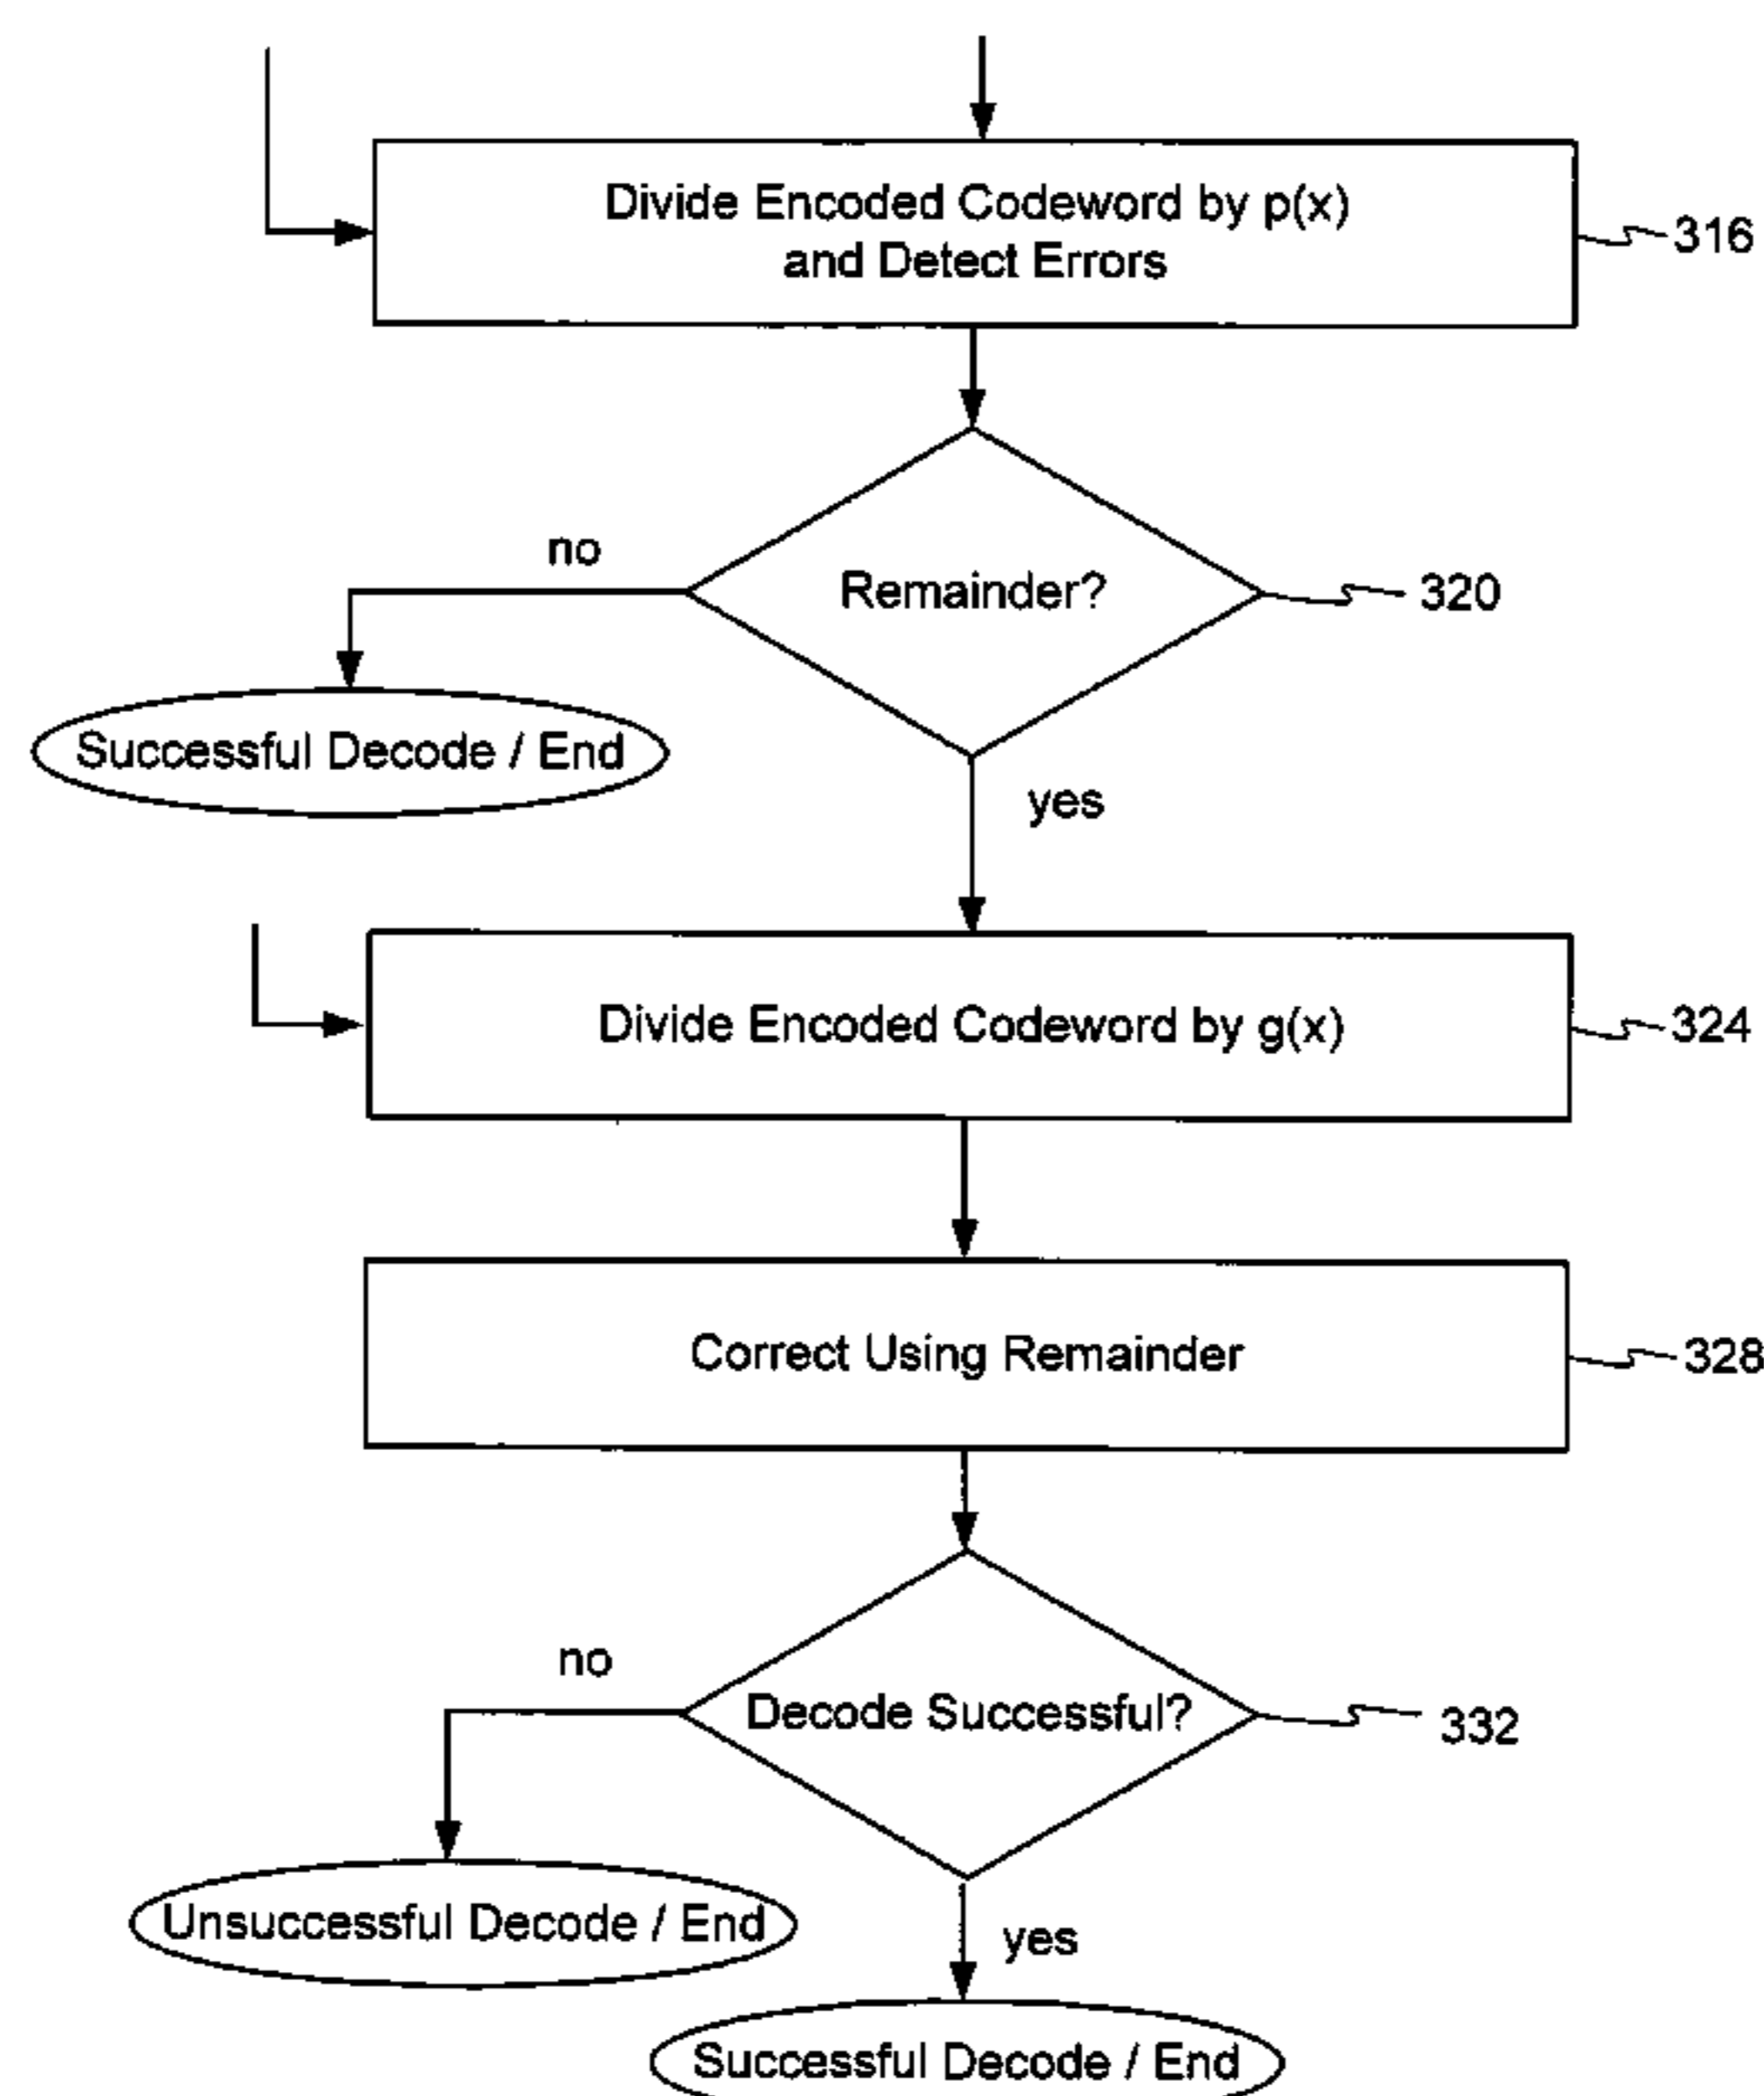 Divide Encoded Codeword by p(x)
and Detect Errors
316
no
Remainder?
320
Successful Decode / End
yes
Divide Encoded Codeword by g(x)
324
Correct Using Remainder
328
no
Decode Successful?
332
Unsuccessful Decode / End
yes
Successful Decode / End